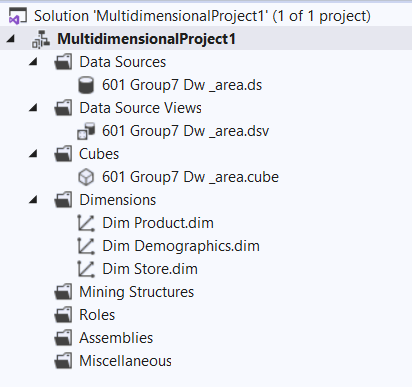 Solution 'MultidimensionalProject1' (1 of 1 project)
MultidimensionalProject1
Data Sources
601 Group7 Dw _area.ds
Data Source Views
601 Group7 Dw _area.dsv
Cubes
601 Group7 Dw _area.cube
Dimensions
Dim Product.dim
Dim Demographics.dim
Dim Store.dim
Mining Structures
Roles
Assemblies
Miscellaneous